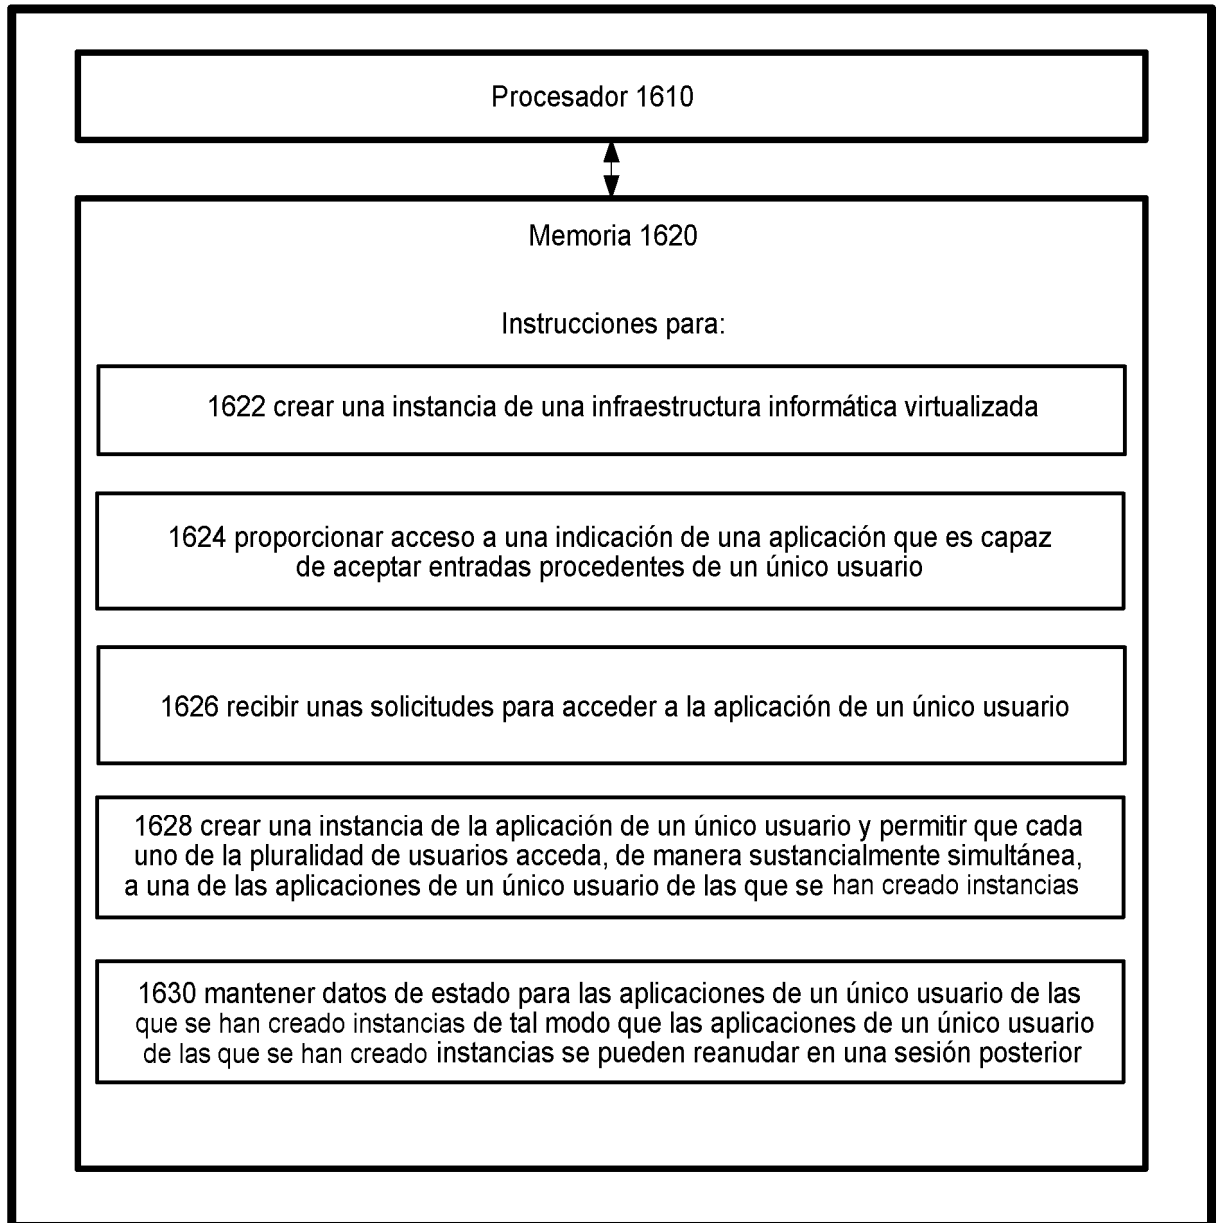 Procesador 1610
Memoria 1620
Instrucciones para:
1622 crear una instancia de una infraestructura informática virtualizada
1624 proporcionar acceso a una indicación de una aplicación que es capaz
de aceptar entradas procedentes de un único usuario
1626 recibir unas solicitudes para acceder a la aplicación de un único usuario
1628 crear una instancia de la aplicación de un único usuario y permitir que cada
uno de la pluralidad de usuarios acceda, de manera sustancialmente simultánea,
a una de las aplicaciones de un único usuario de las que se han creado instancias
1630 mantener datos de estado para las aplicaciones de un único usuario de las
que se han creado instancias de tal modo que las aplicaciones de un único usuario
de las que se han creado instancias se pueden reanudar en una sesión posterior